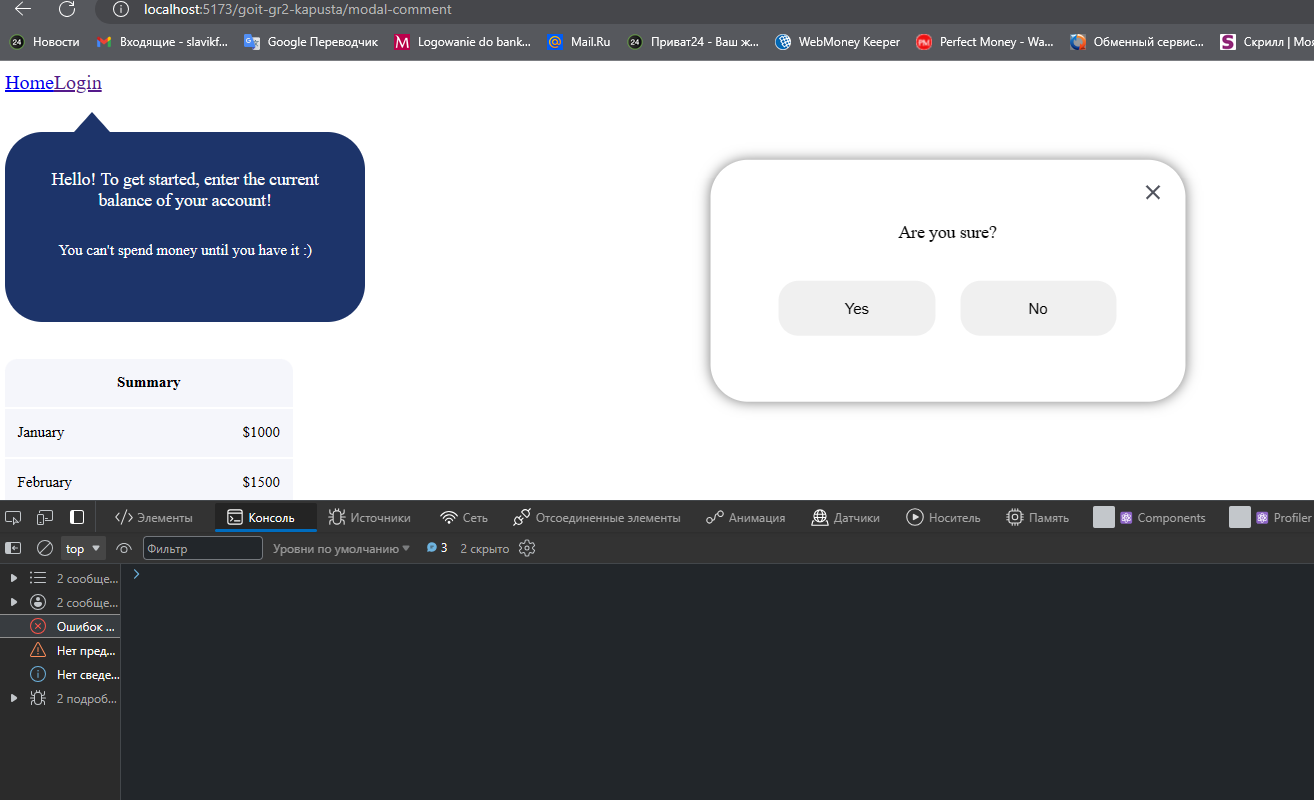 localhost:5173/goit-gr2-kapusta/modal-comment
24 Новости Входящие - slavikf... Google Переводчик M Logowanie do bank... @ Mail.Ru 24 Приват24 - Ваш ж... WebMoney Keeper PM Perfect Money - Wa... Обменный сервис... S Скрилл | Моя
HomeLogin
Hello! To get started, enter the current
balance of your account!
You can't spend money until you have it :)
Are you sure?
Yes No
Summary
January $1000
February $1500
Элементы Консоль Источники Сеть Отсоединенные элементы Анимация Датчики Носитель Память Components Profiler
top Фильтр Уровни по умолчанию 3 2 скрыто
2 сообще...
2 сообще...
Ошибок ...
Нет пред...
Нет сведе...
2 подроб...